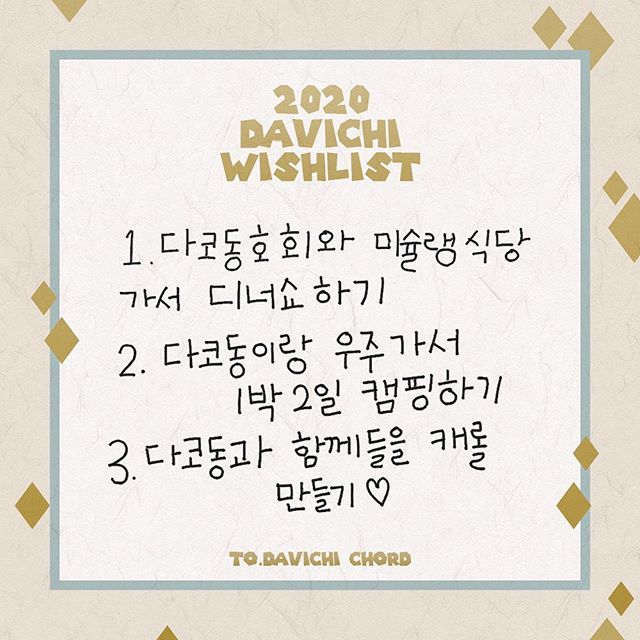 2020
DAVICHI
WISHLIST
1. 다코동호회와 미슐랭식당
가서 디너쇼하기
2. 다코동이랑 우주가서
1박2일 캠핑하기
3. 다코동과 함께들을 캐롤
만들기♡
TO.DAVICHI CHORD